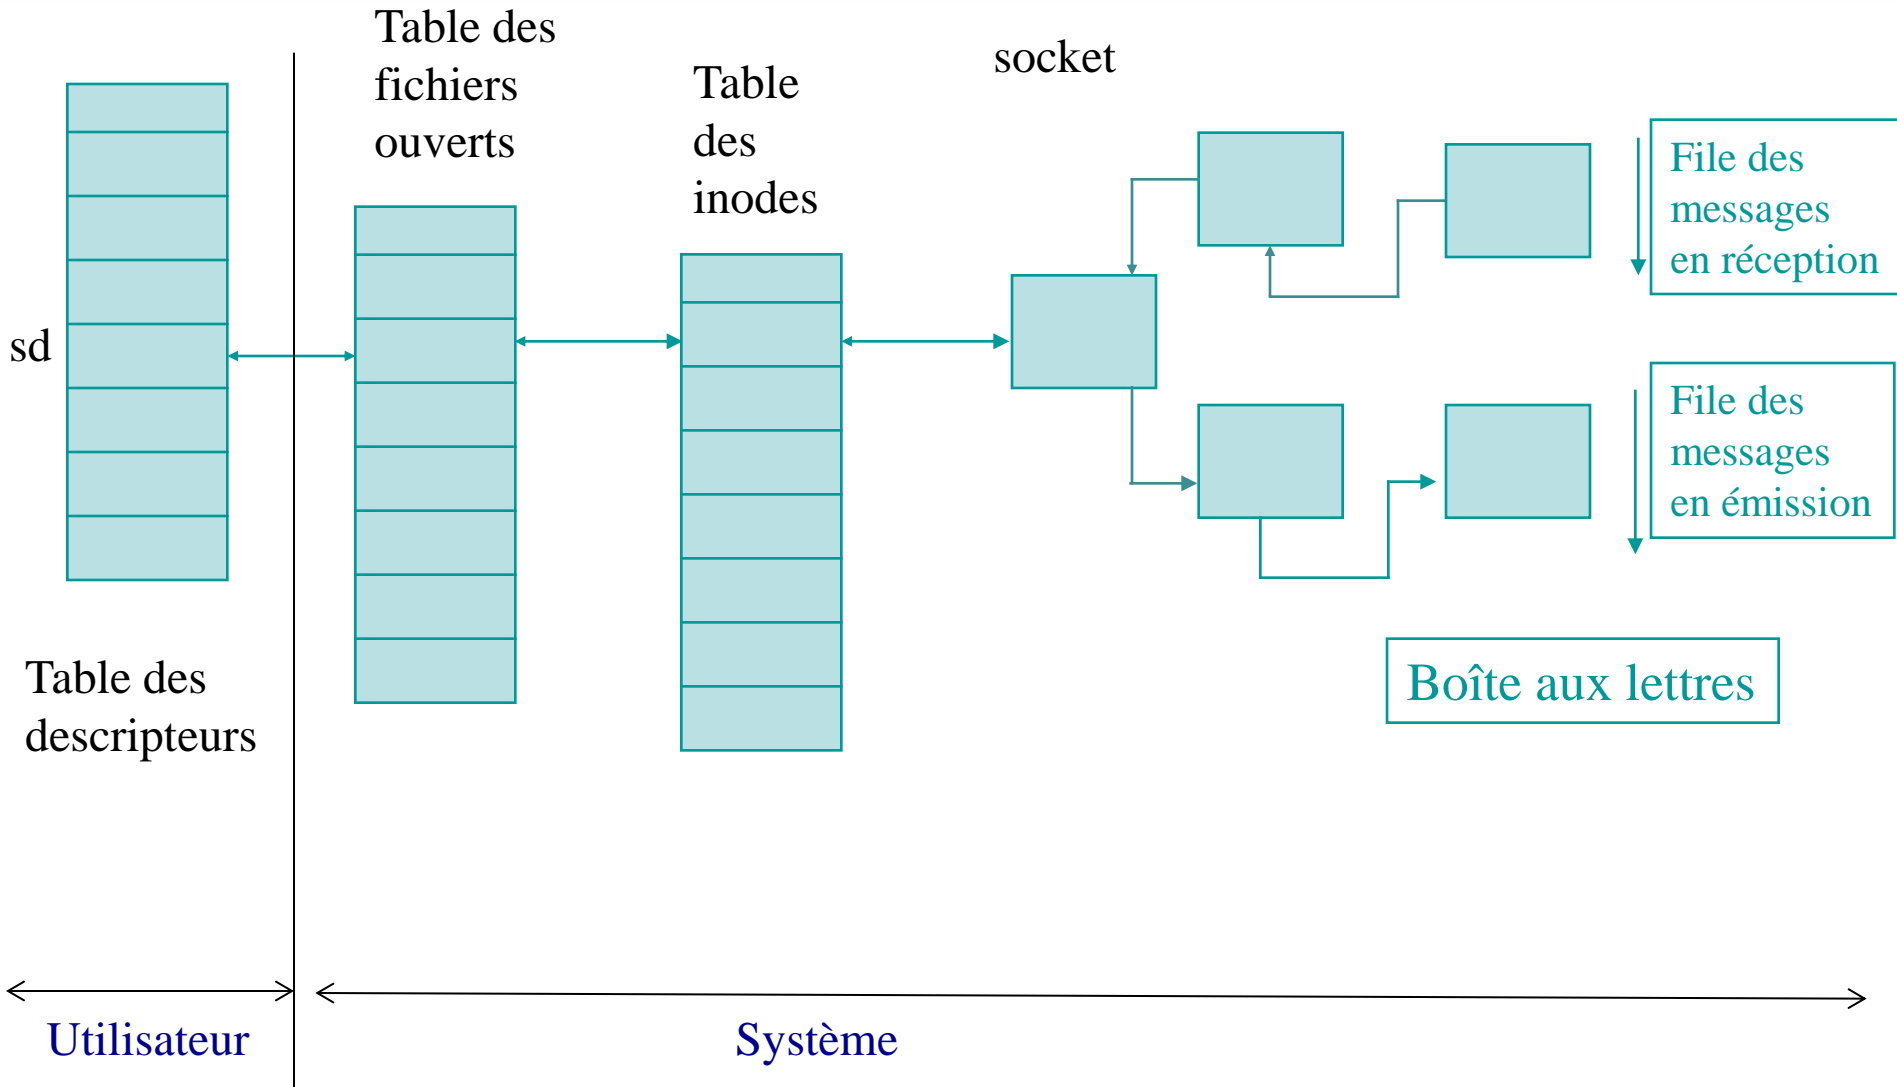 Table des
fichiers
ouverts
Table
des
inodes
socket
File des
messages
en réception
sd
File des
messages
en émission
Table des
descripteurs
Boîte aux lettres
Utilisateur
Système